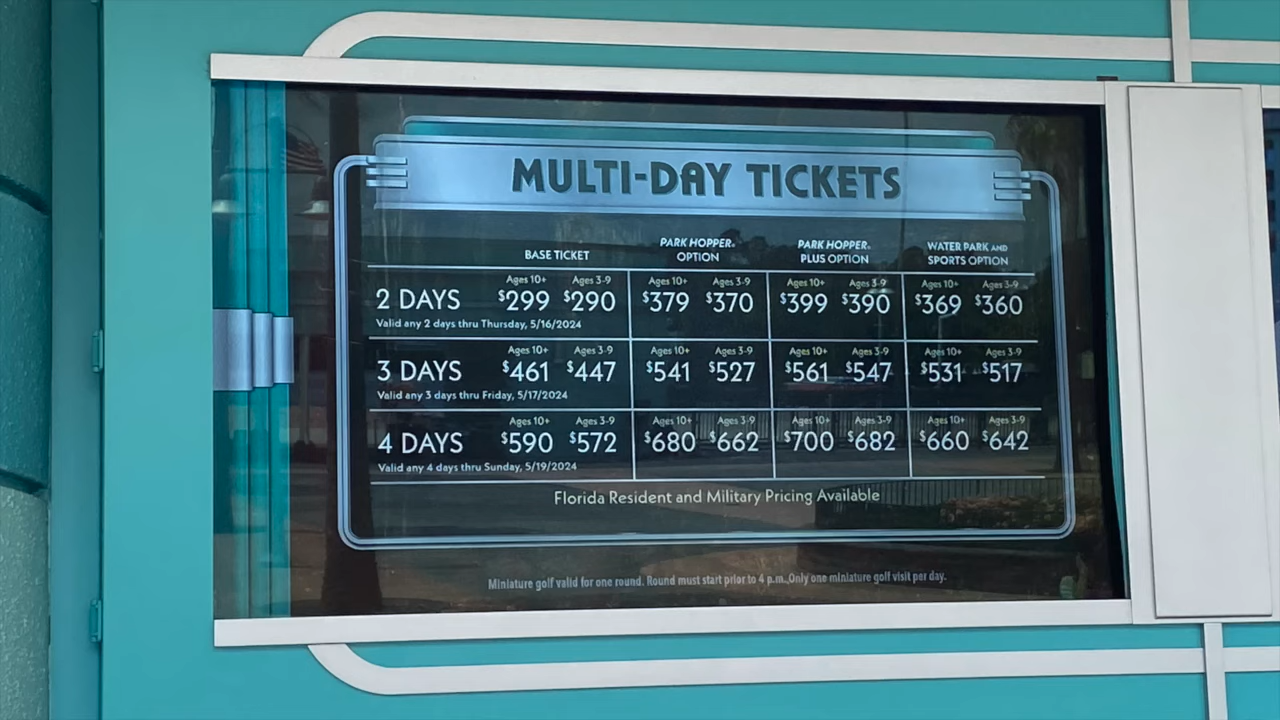 MULTI-DAY TICKETS
BASE TICKET
PARK HOPPER®
OPTION
PARK HOPPER®
PLUS OPTION
WATER PARK AND
SPORTS OPTION
Ages 10+ Ages 3-9 Ages 10+ Ages 3-9 Ages 10+ Ages 3-9 Ages 10+ Ages 3-9
2 DAYS $299 $290 $379 $370 $399 $390 $369 $360
Valid any 2 days thru Thursday, 5/16/2024
Ages 10+ Ages 3-9 Ages 10+ Ages 3-9 Ages 10+ Ages 3-9 Ages 10+ Ages 3-9
3 DAYS $461 $447 $541 $527 $561 $547 $531 $517
Valid any 3 days thru Friday, 5/17/2024
Ages 10+ Ages 3-9 Ages 10+ Ages 3-9 Ages 10+ Ages 3-9 Ages 10+ Ages 3-9
4 DAYS $590 $572 $680 $662 $700 $682 $660 $642
Valid any 4 days thru Sunday, 5/19/2024
Florida Resident and Military Pricing Available
Miniature golf valid for one round. Round must start prior to 4 p.m. Only one miniature golf visit per day.